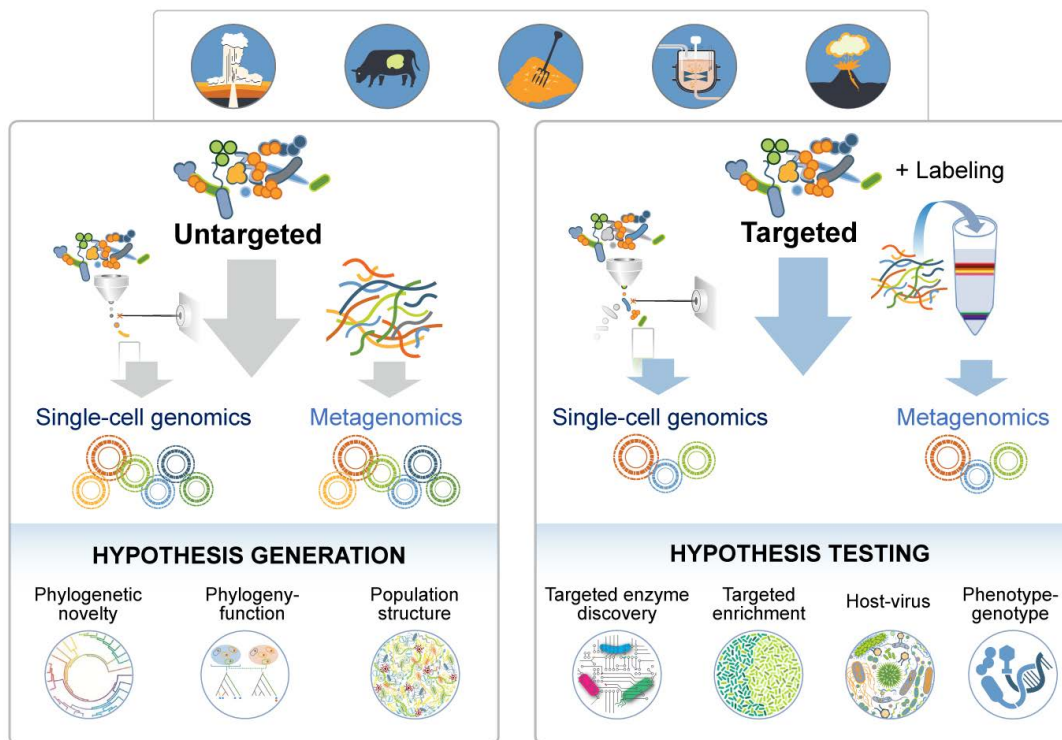 Untargeted
Single-cell genomics
Metagenomics
HYPOTHESIS GENERATION
Phylogenetic
novelty
Phylogeny-
function
Population
structure
+ Labeling
Targeted
Single-cell genomics
Metagenomics
HYPOTHESIS TESTING
Targeted enzyme
discovery
Targeted
enrichment
Host-virus
Phenotype-
genotype